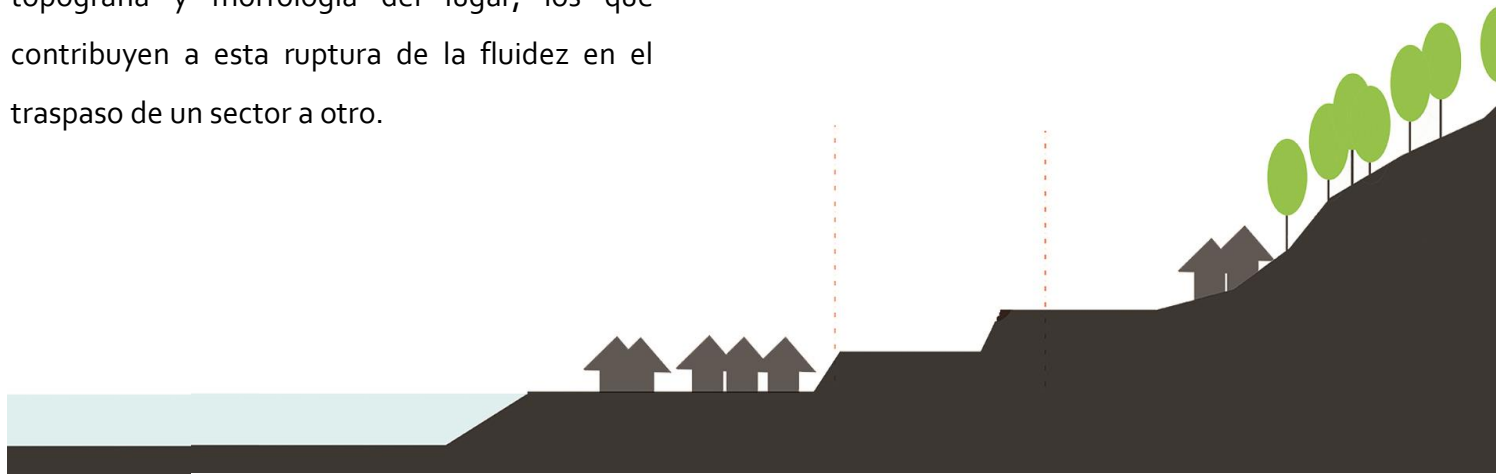 topografía y morfología del lugar, los que
contribuyen a esta ruptura de la fluidez en el
traspaso de un sector a otro.